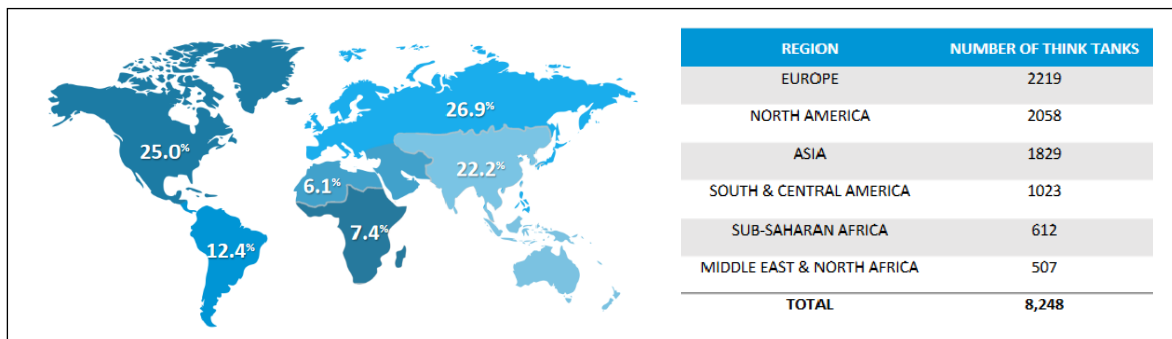 26.9%
25.0%
22.2%
6.1%
7.4%
12.4%
REGION NUMBER OF THINK TANKS
EUROPE 2219
NORTH AMERICA 2058
ASIA 1829
SOUTH & CENTRAL AMERICA 1023
SUB-SAHARAN AFRICA 612
MIDDLE EAST & NORTH AFRICA 507
TOTAL 8,248